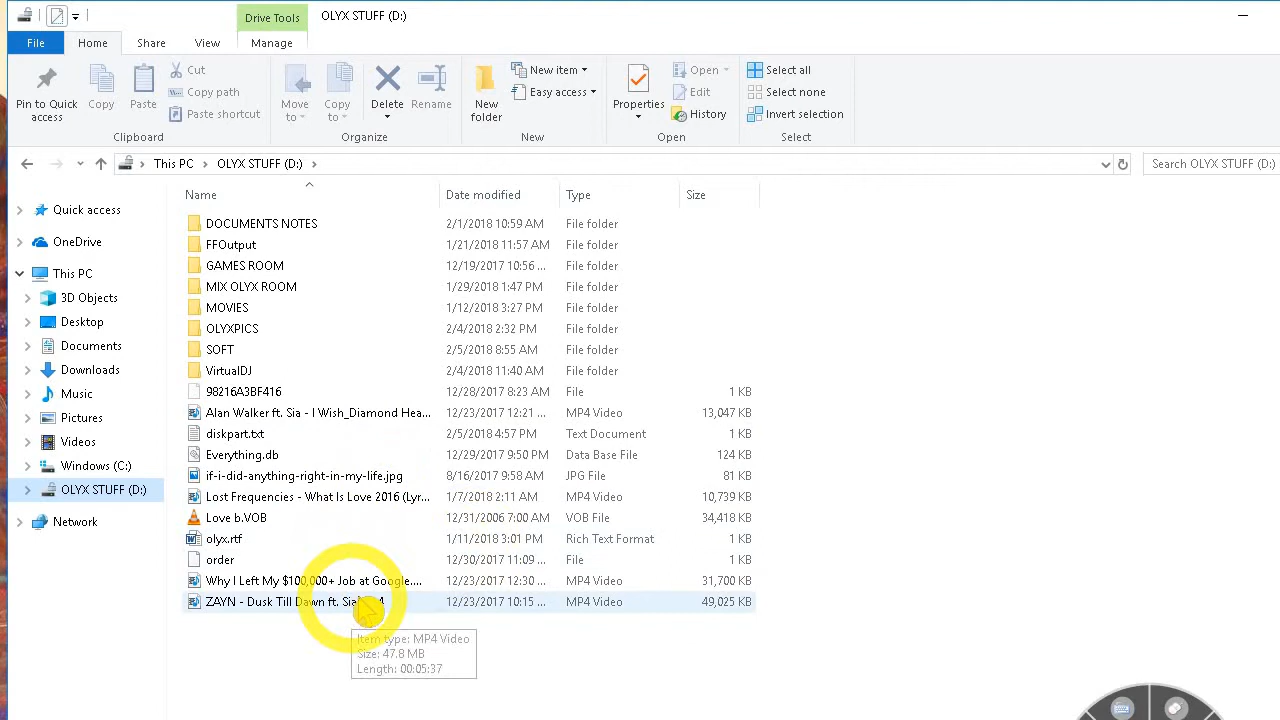 Drive Tools OLYX STUFF (D:)
File Home Share View Manage
Pin to Quick access
Copy
Paste
Cut
Copy path
Paste shortcut
Clipboard
Move to
Copy to
Delete
Rename
Organize
New folder
New item
Easy access
New
Properties
Open
Edit
History
Open
Select all
Select none
Invert selection
Select
This PC > OLYX STUFF (D:) >
Search OLYX STUFF (D:)
Quick access
OneDrive
This PC
3D Objects
Desktop
Documents
Downloads
Music
Pictures
Videos
Windows (C:)
OLYX STUFF (D:)
Network
Name Date modified Type Size
DOCUMENTS NOTES 2/1/2018 10:59 AM File folder
FFOutput 1/21/2018 11:57 AM File folder
GAMES ROOM 12/19/2017 10:56 ... File folder
MIX OLYX ROOM 1/29/2018 1:47 PM File folder
MOVIES 1/12/2018 3:27 PM File folder
OLYXPICS 2/4/2018 2:32 PM File folder
SOFT 2/5/2018 8:55 AM File folder
VirtualDJ 2/4/2018 11:40 AM File folder
98216A3BF416 12/28/2017 8:23 AM File 1 KB
Alan Walker ft. Sia - I Wish_Diamond Hea... 12/23/2017 12:21 ... MP4 Video 13,047 KB
diskpart.txt 2/5/2018 4:57 PM Text Document 1 KB
Everything.db 12/29/2017 9:50 PM Data Base File 124 KB
if-i-did-anything-right-in-my-life.jpg 8/16/2017 9:58 AM JPG File 81 KB
Lost Frequencies - What Is Love 2016 (Lyr... 1/7/2018 2:11 AM MP4 Video 10,739 KB
Love b.VOB 12/31/2006 7:00 AM VOB File 34,418 KB
olyx.rtf 1/11/2018 3:01 PM Rich Text Format 1 KB
order 12/30/2017 11:09 ... File 1 KB
Why I Left My $100,000+ Job at Google.... 12/23/2017 12:30 ... MP4 Video 31,700 KB
ZAYN - Dusk Till Dawn ft. Sia 12/23/2017 10:15 ... MP4 Video 49,025 KB
Item type: MP4 Video
Size: 47.8 MB
Length: 00:05:37